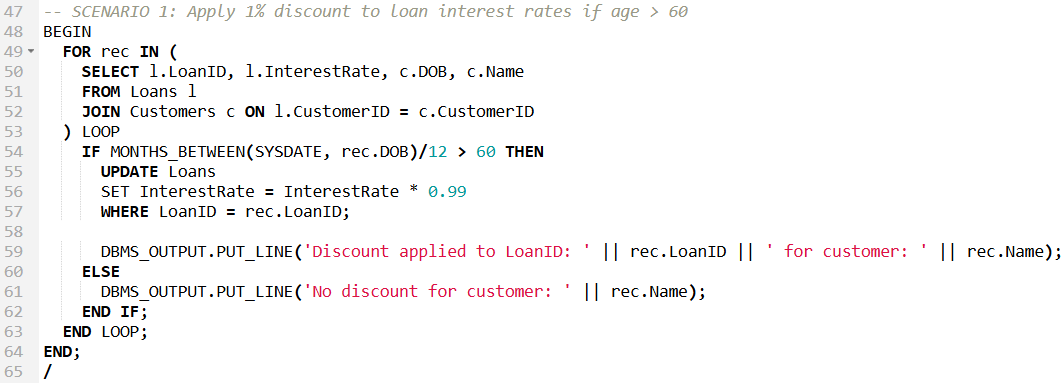 47 -- SCENARIO 1: Apply 1% discount to loan interest rates if age > 60
48 BEGIN
49 FOR rec IN (
50 SELECT l.LoanID, l.InterestRate, c.DOB, c.Name
51 FROM Loans l
52 JOIN Customers c ON l.CustomerID = c.CustomerID
53 ) LOOP
54 IF MONTHS_BETWEEN(SYSDATE, rec.DOB)/12 > 60 THEN
55 UPDATE Loans
56 SET InterestRate = InterestRate * 0.99
57 WHERE LoanID = rec.LoanID;
58
59 DBMS_OUTPUT.PUT_LINE('Discount applied to LoanID: ' || rec.LoanID || ' for customer: ' || rec.Name);
60 ELSE
61 DBMS_OUTPUT.PUT_LINE('No discount for customer: ' || rec.Name);
62 END IF;
63 END LOOP;
64 END;
65 /